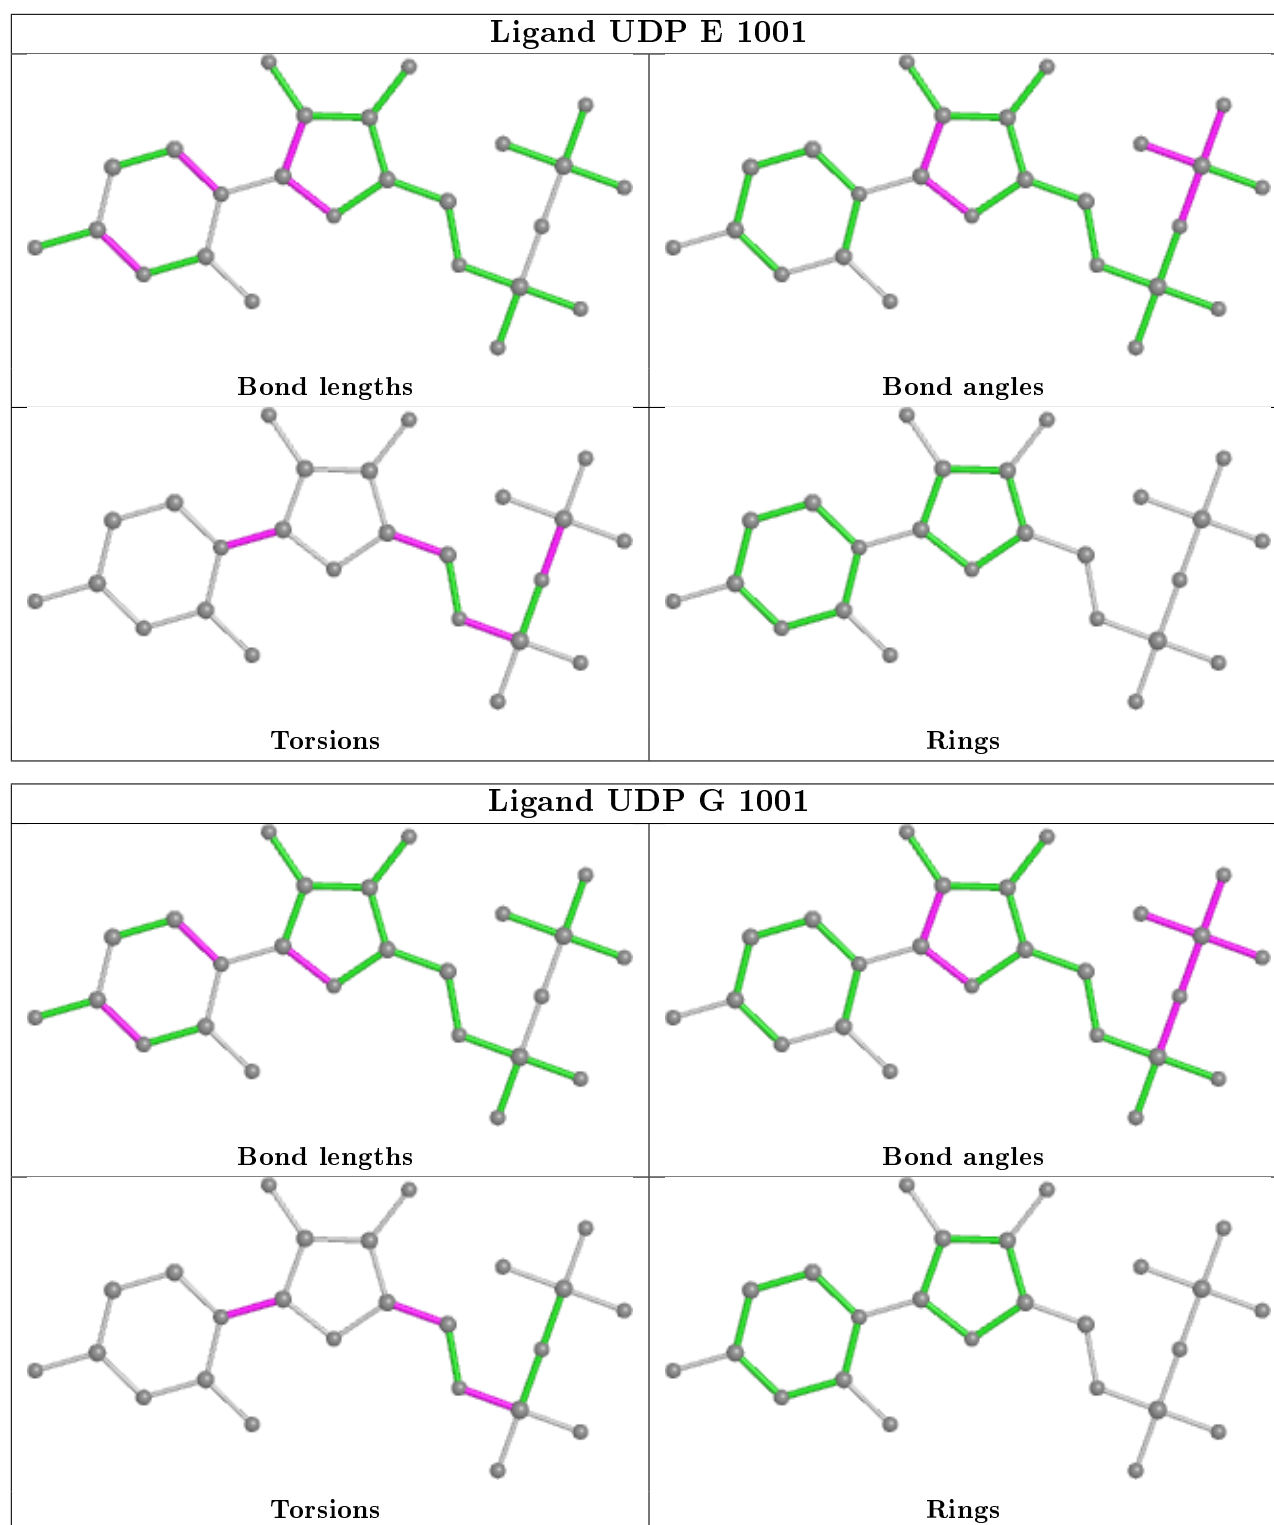 Ligand UDP E 1001
Bond lengths
Bond angles
Torsions
Rings
Ligand UDP G 1001
Bond lengths
Bond angles
Torsions
Rings